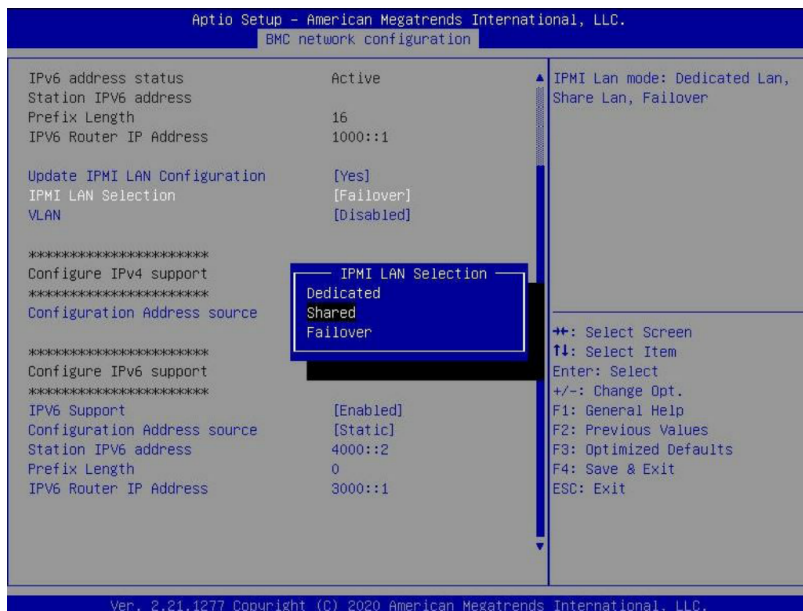 Aptio Setup – American Megatrends International, LLC.
BMC network configuration
IPv6 address status Active
Station IPV6 address
Prefix Length 16
IPV6 Router IP Address 1000::1
Update IPMI LAN Configuration [Yes]
IPMI LAN Selection [Failover]
VLAN [Disabled]
***********************
Configure IPv4 support
***********************
Configuration Address source
***********************
Configure IPv6 support
***********************
IPV6 Support [Enabled]
Configuration Address source [Static]
Station IPV6 address 4000::2
Prefix Length 0
IPV6 Router IP Address 3000::1
IPMI LAN Selection
Dedicated
Shared
Failover
IPMI Lan mode: Dedicated Lan,
Share Lan, Failover
→←: Select Screen
↑↓: Select Item
Enter: Select
+/-: Change Opt.
F1: General Help
F2: Previous Values
F3: Optimized Defaults
F4: Save & Exit
ESC: Exit
Ver. 2.21.1277 Copyright (C) 2020 American Megatrends International, LLC.